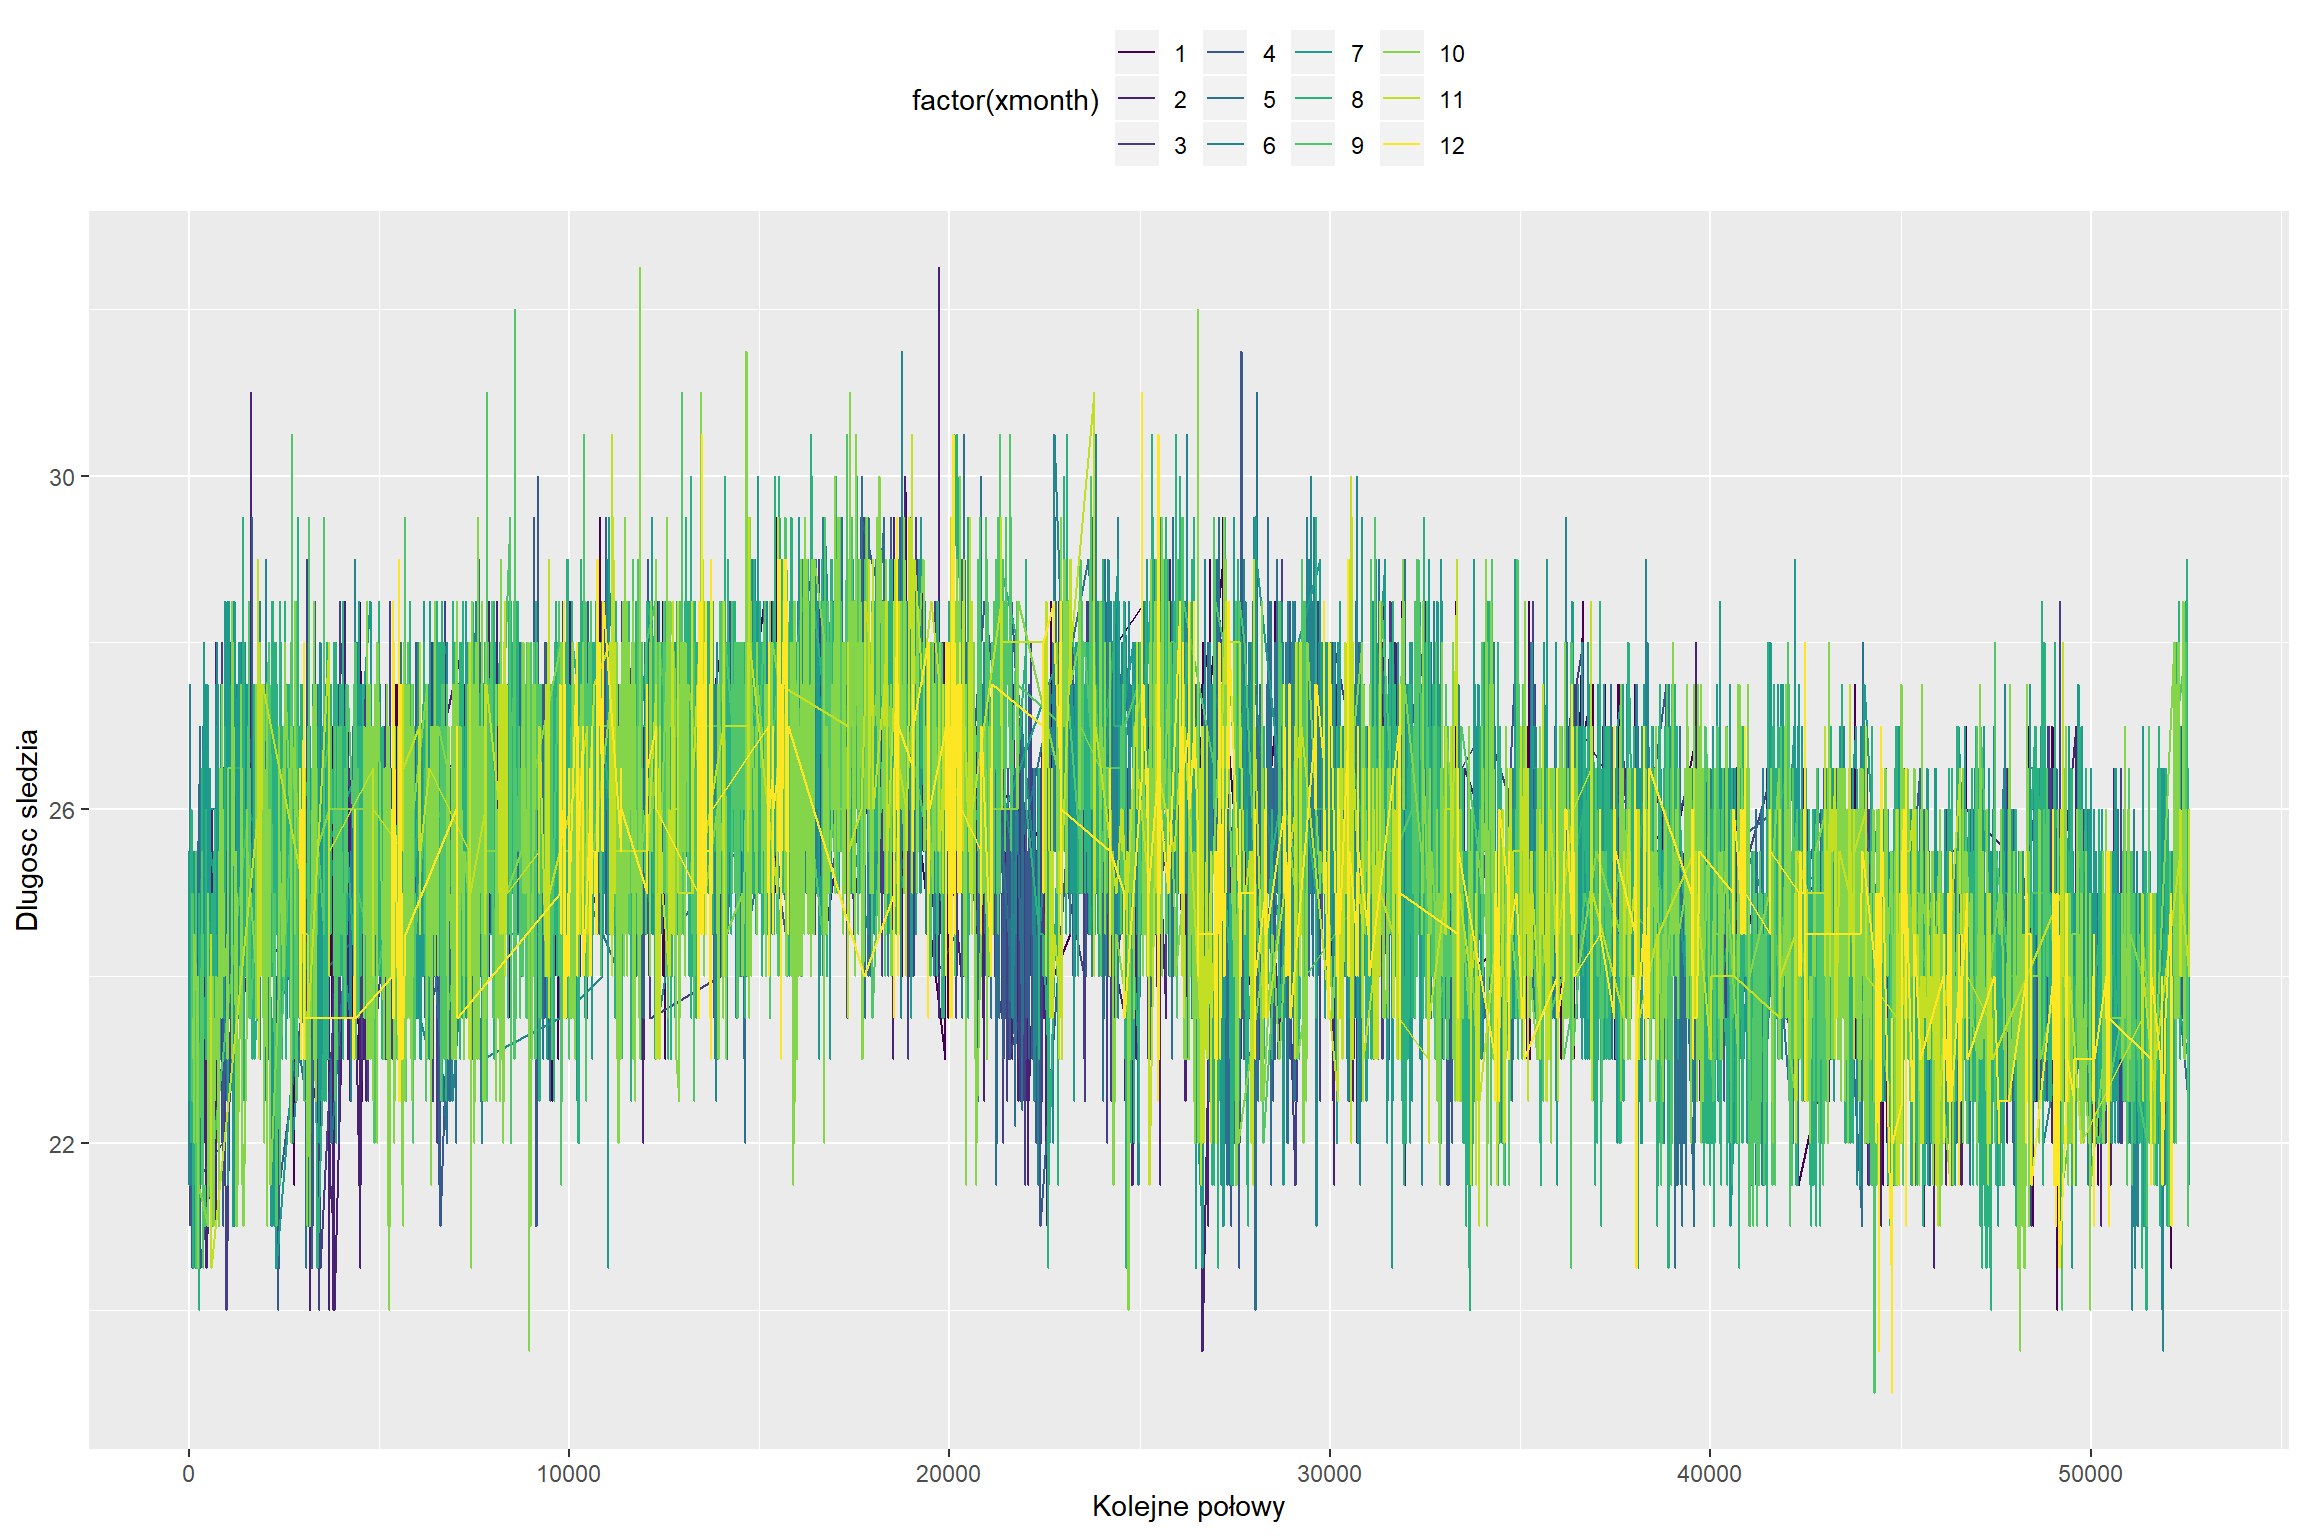 factor(xmonth)
1 4 7 10
2 5 8 11
3 6 9 12
Dlugosc sledzia
30
26
22
0 10000 20000 30000 40000 50000
Kolejne połowy